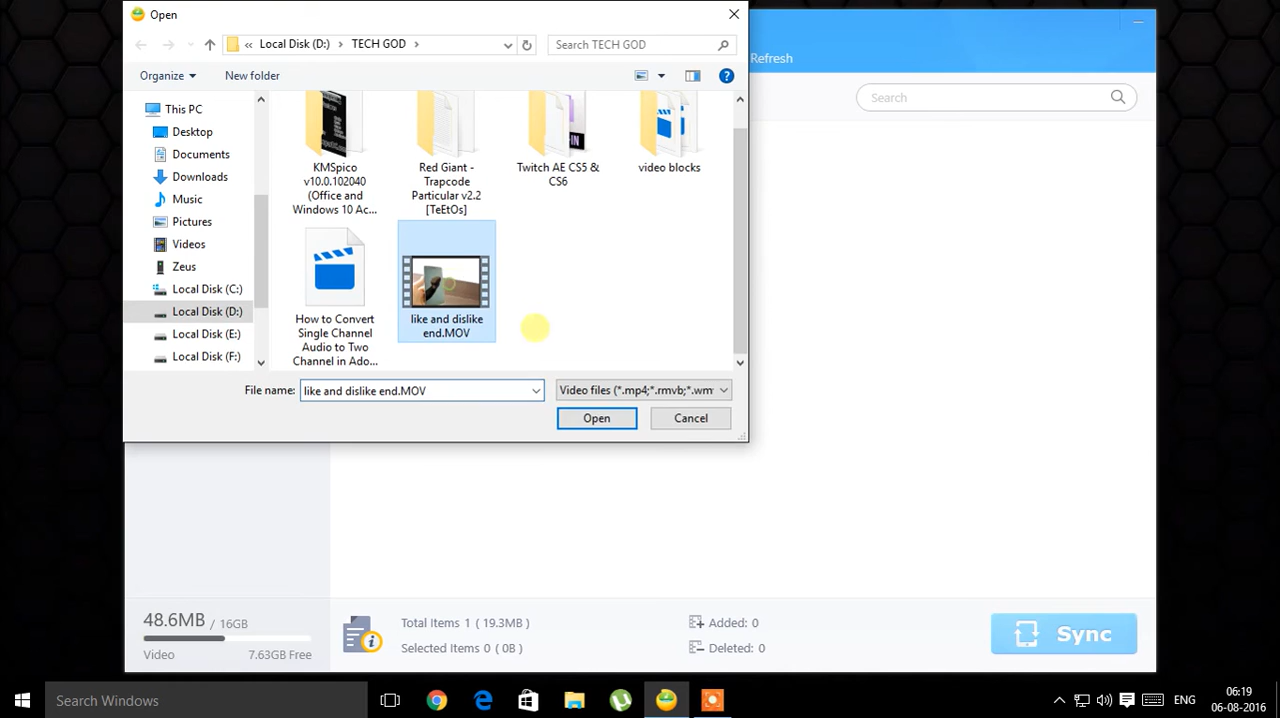 Open
« Local Disk (D:) › TECH GOD ›
Search TECH GOD
Refresh
Organize
New folder
Search
This PC
Desktop
Documents
Downloads
Music
Pictures
Videos
Zeus
Local Disk (C:)
Local Disk (D:)
Local Disk (E:)
Local Disk (F:)
KMSpico
v10.0.102040
(Office and
Windows 10 Ac...
Red Giant -
Trapcode
Particular v2.2
[TeEtOs]
Twitch AE CS5 &
CS6
video blocks
How to Convert
Single Channel
Audio to Two
Channel in Ado...
like and dislike
end.MOV
File name:
like and dislike end.MOV
Video files (*.mp4;*.rmvb;*.wm
Open
Cancel
48.6MB / 16GB
Video
7.63GB Free
Total Items 1 ( 19.3MB )
Selected Items 0 ( 0B )
Added: 0
Deleted: 0
Sync
Search Windows
ENG
06:19
06-08-2016